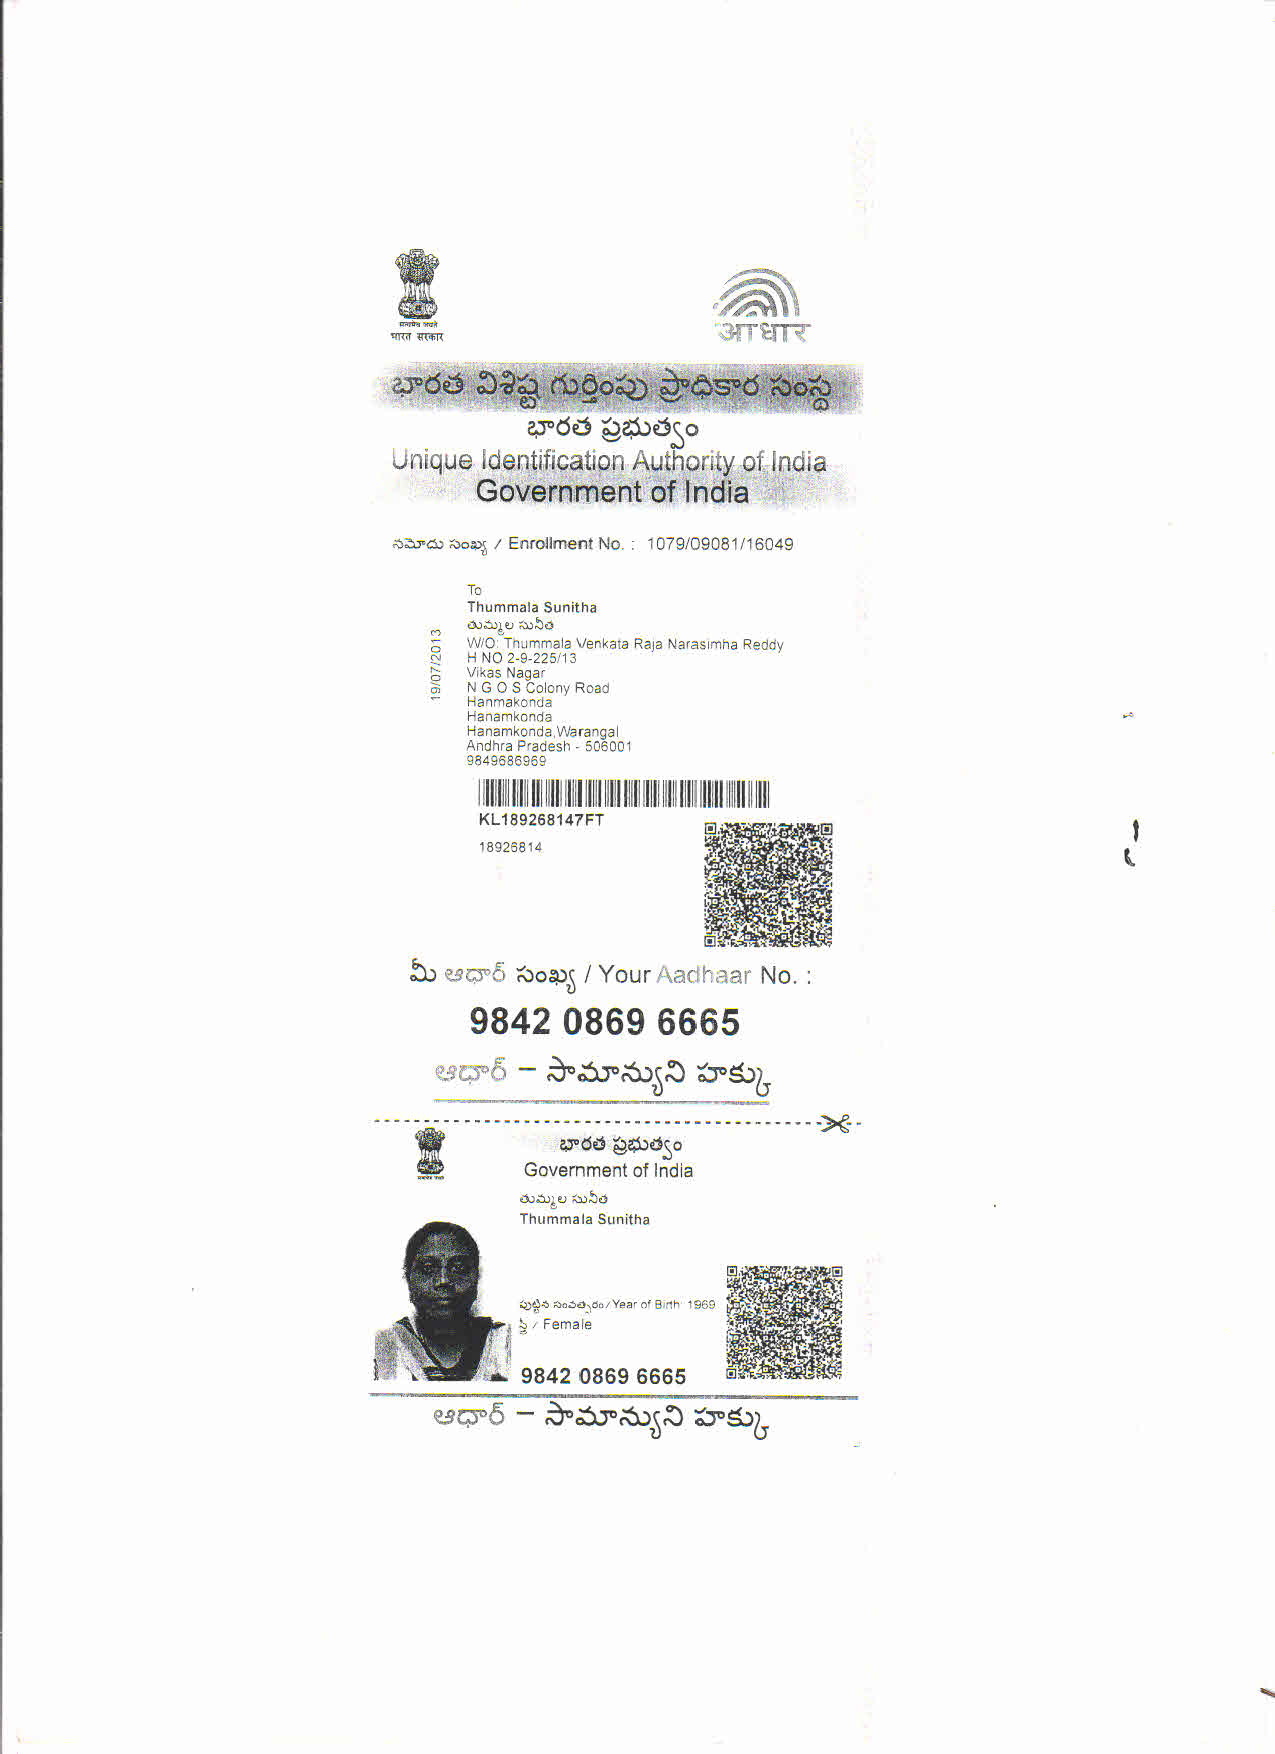 सत्यमेव जयते
भारत सरकार
आधार
భారత విశిష్ట గుర్తింపు ప్రాధికార సంస్థ
భారత ప్రభుత్వం
Unique Identification Authority of India
Government of India
నమోదు సంఖ్య / Enrollment No. : 1079/09081/16049
19/07/2013
To
Thummala Sunitha
తుమ్మల సునీత
W/O: Thummala Venkata Raja Narasimha Reddy
H NO 2-9-225/13
Vikas Nagar
N G O S Colony Road
Hanmakonda
Hanamkonda
Hanamkonda,Warangal
Andhra Pradesh - 506001
9849686969
KL189268147FT
18926814
మీ ఆధార్ సంఖ్య / Your Aadhaar No. :
9842 0869 6665
ఆధార్ – సామాన్యుని హక్కు
భారత ప్రభుత్వం
Government of India
తుమ్మల సునీత
Thummala Sunitha
పుట్టిన సంవత్సరం/Year of Birth: 1969
స్త్రీ / Female
9842 0869 6665
ఆధార్ – సామాన్యుని హక్కు